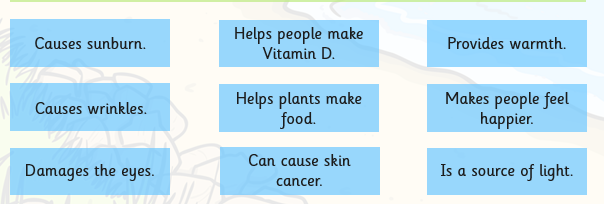 Causes sunburn.
Helps people make
Vitamin D.
Provides warmth.
Causes wrinkles.
Helps plants make
food.
Makes people feel
happier.
Damages the eyes.
Can cause skin
cancer.
Is a source of light.